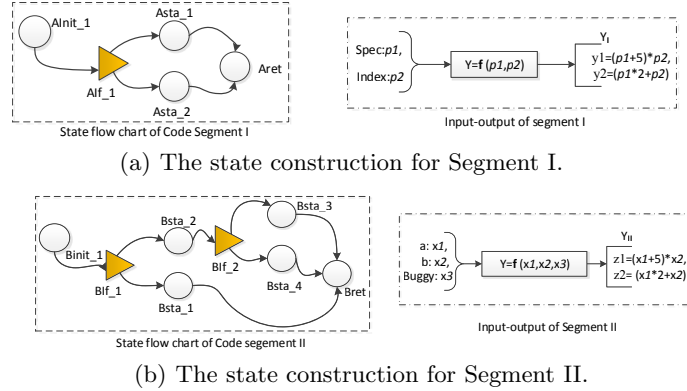 AInit_1
Asta_1
AIf_1
Asta_2
Aret
State flow chart of Code Segment I
Spec:p1,
Index:p2
Y=f (p1,p2)
Y_I
y1=(p1+5)*p2,
y2=(p1*2+p2)
Input-output of segment I
(a) The state construction for Segment I.
Binit_1
BIf_1
Bsta_2
BIf_2
Bsta_3
Bsta_4
Bret
Bsta_1
State flow chart of Code segement II
a: x1,
b: x2,
Buggy: x3
Y=f (x1,x2,x3)
Y_II
z1=(x1+5)*x2,
z2= (x1*2+x2)
Input-output of Segment II
(b) The state construction for Segment II.